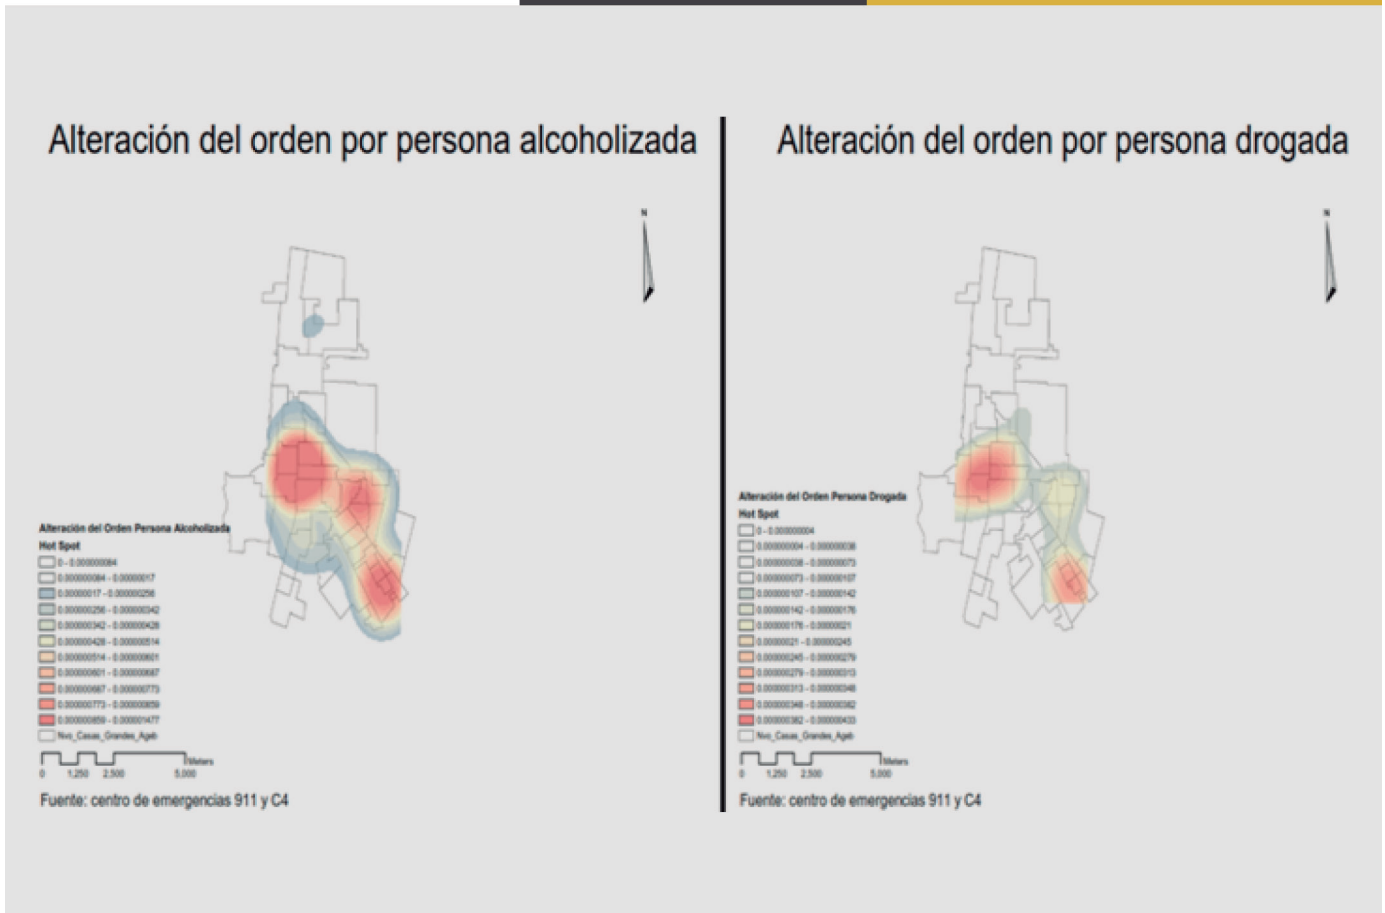 Alteración del orden por persona alcoholizada
N
Alteración del Orden Persona Alcoholizada
Hot Spot
0 - 0.000000084
0.000000084 - 0.00000017
0.00000017 - 0.000000256
0.000000256 - 0.000000342
0.000000342 - 0.000000428
0.000000428 - 0.000000514
0.000000514 - 0.000000601
0.000000601 - 0.000000687
0.000000687 - 0.000000773
0.000000773 - 0.000000859
0.000000859 - 0.000001477
Nvo_Casas_Grandes_Ageb
Meters
0 1,250 2,500 5,000
Fuente: centro de emergencias 911 y C4
Alteración del orden por persona drogada
N
Alteración del Orden Persona Drogada
Hot Spot
0 - 0.000000004
0.000000004 - 0.000000038
0.000000038 - 0.000000073
0.000000073 - 0.000000107
0.000000107 - 0.000000142
0.000000142 - 0.000000176
0.000000176 - 0.00000021
0.00000021 - 0.000000245
0.000000245 - 0.000000279
0.000000279 - 0.000000313
0.000000313 - 0.000000348
0.000000348 - 0.000000382
0.000000382 - 0.000000433
Nvo_Casas_Grandes_Ageb
Meters
0 1,250 2,500 5,000
Fuente: centro de emergencias 911 y C4